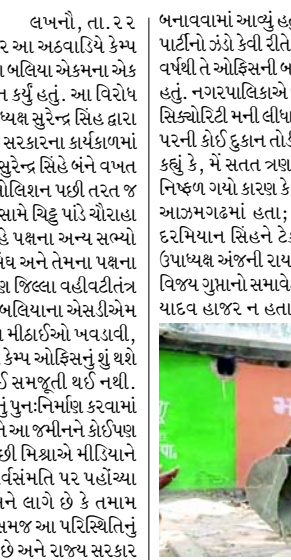 લખનૌ, તા.૨૨
૨ આ અઠવાડિયે કેમ્પ
બલિયા એકમના એક
ન કર્યું હતું. આ વિરોધ
ધ્યક્ષ સુરેન્દ્ર સિંહ દ્વારા
સરકારના કાર્યકાળમાં
સુરેન્દ્ર સિંહે બંને વખત
મોલિશન પછી તરત જ
સામે ચિટ્ટુ પાંડે ચૌરાહા
હે પક્ષના અન્ય સભ્યો
સંઘ અને તેમના પક્ષના
ણ જિલ્લા વહીવટીતંત્ર
બલિયાના એસડીએમ
મીઠાઈઓ ખવડાવી,
કેમ્પ ઓફિસનું શું થશે
ઈ સમજૂતી થઈ નથી.
નું પુનઃનિર્માણ કરવામાં
ને આ જમીનને કોઈપણ
છી મિશ્રાએ મીડિયાને
ર્વસંમતિ પર પહોંચ્યા
મને લાગે છે કે તમામ
સમજ આ પરિસ્થિતિનું
છે અને રાજ્ય સરકાર
બનાવવામાં આવ્યું હતું
પાર્ટીનો ઝંડો કેવી રીતે
વર્ષથી તે ઓફિસની બ
હતું. નગરપાલિકાએ
સિક્યોરિટી મની લીધા
પરની કોઈ દુકાન તોડી
કહ્યું કે, મેં સતત ત્રણ
નિષ્ફળ ગયો કારણ કે
આઝમગઢમાં હતા;
દરમિયાન સિંહને ટેક
ઉપાધ્યક્ષ અંજની રાય
વિજય ગુપ્તાનો સમાવે
યાદવ હાજર ન હતા